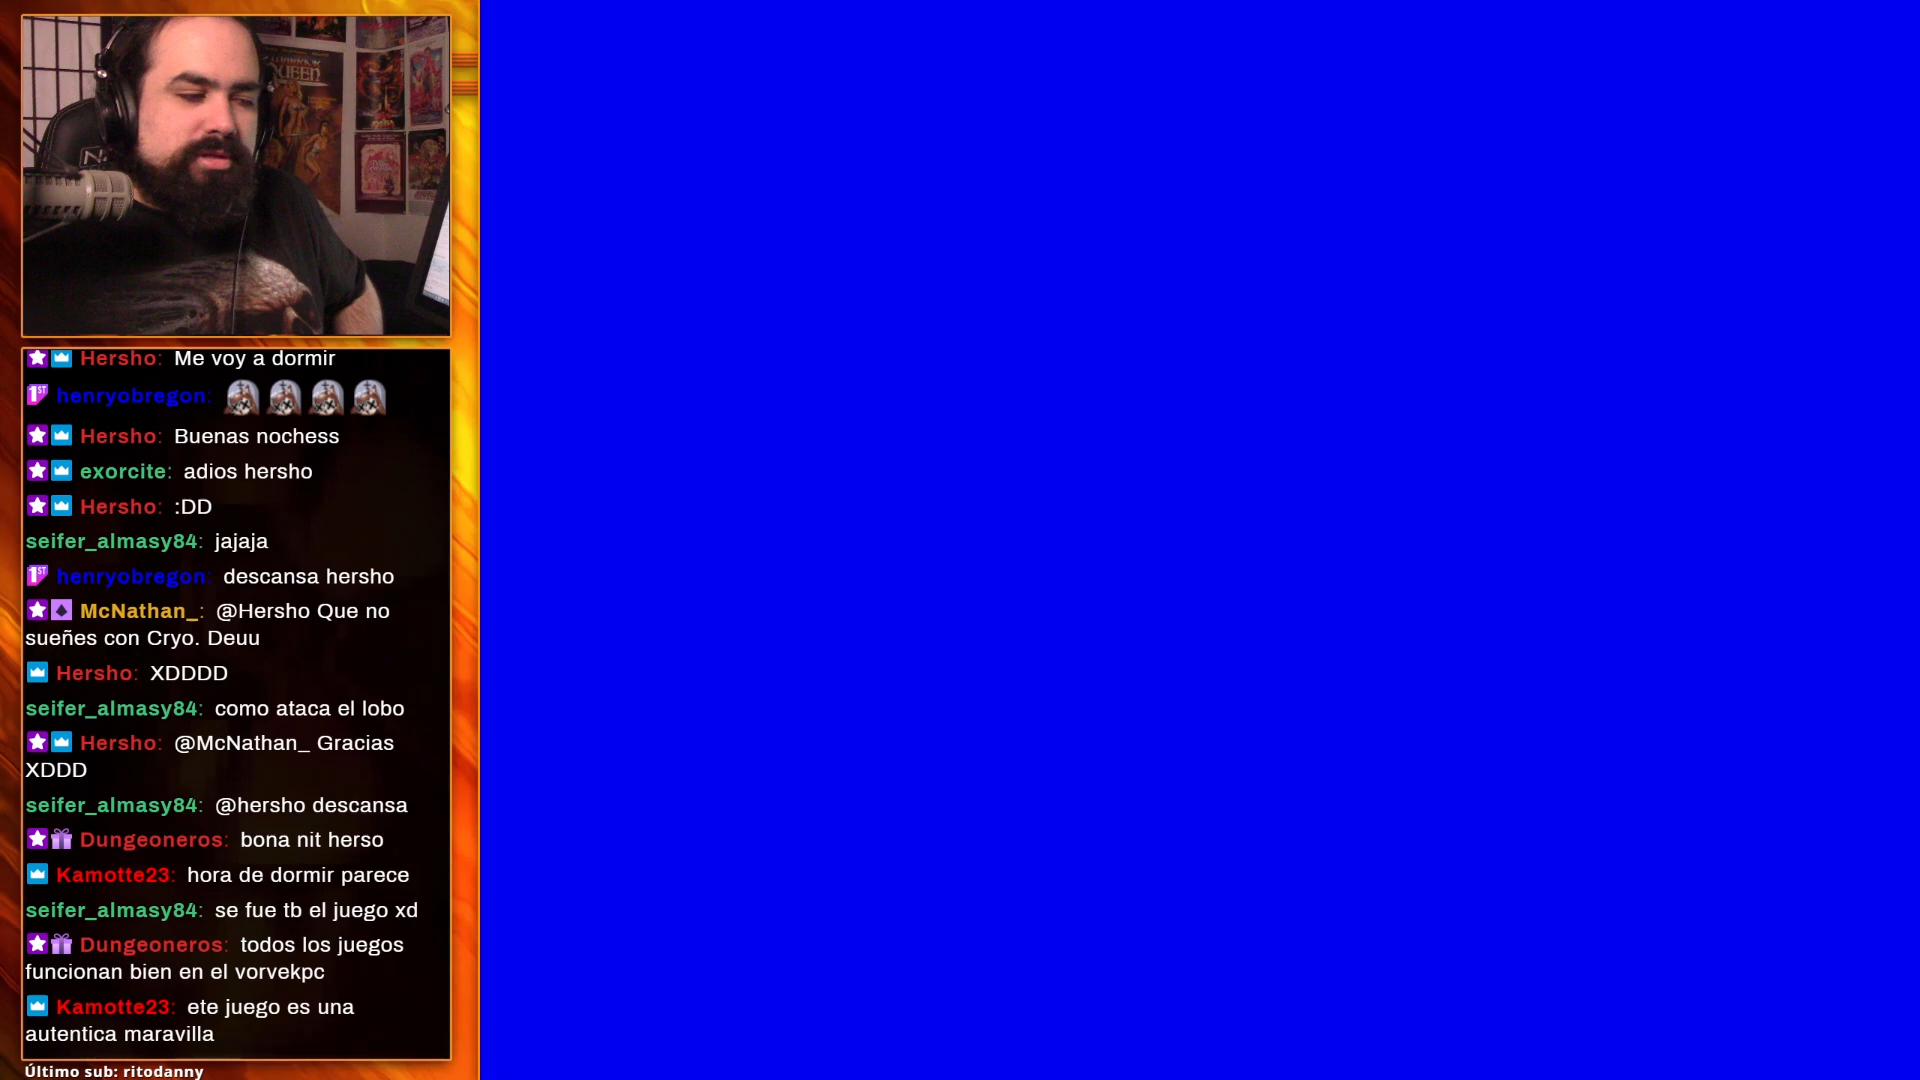 QUEEN
N
Hersho: Me voy a dormir
1ST henryobregon:
Hersho: Buenas nochess
exorcite: adios hersho
Hersho: :DD
seifer_almasy84: jajaja
1ST henryobregon: descansa hersho
McNathan_: @Hersho Que no
sueñes con Cryo. Deuu
Hersho: XDDDD
seifer_almasy84: como ataca el lobo
Hersho: @McNathan_ Gracias
XDDD
seifer_almasy84: @hersho descansa
Dungeoneros: bona nit herso
Kamotte23: hora de dormir parece
seifer_almasy84: se fue tb el juego xd
Dungeoneros: todos los juegos
funcionan bien en el vorvekpc
Kamotte23: ete juego es una
autentica maravilla
Último sub: ritodanny